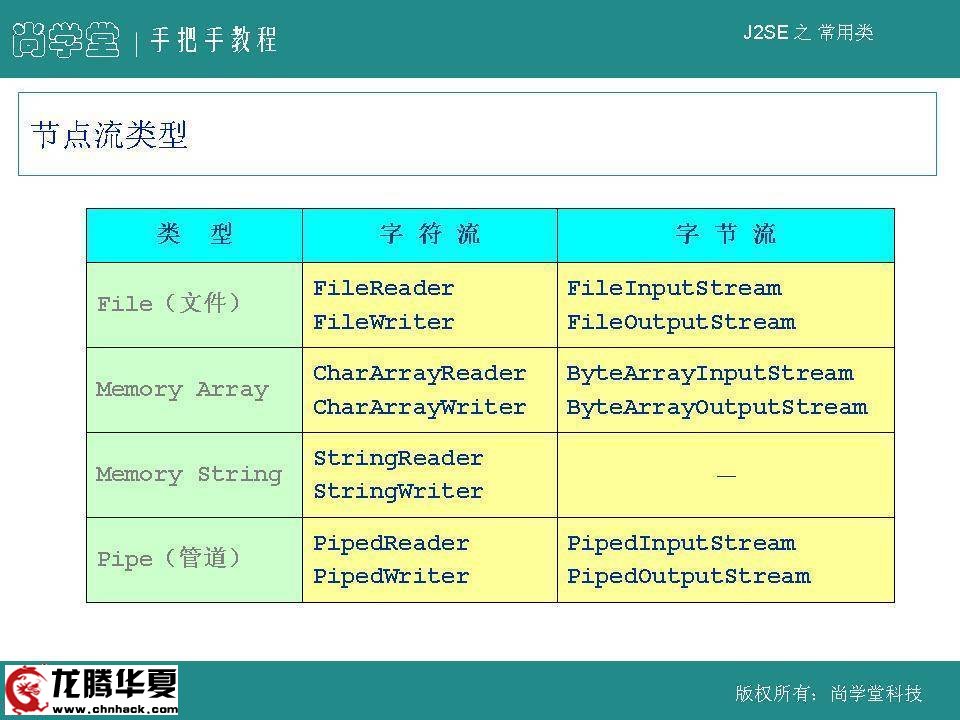 尚学堂 | 手把手教程
J2SE 之 常用类
节点流类型
类 型 字 符 流 字 节 流
File（文件）
FileReader
FileWriter
FileInputStream
FileOutputStream
Memory Array
CharArrayReader
CharArrayWriter
ByteArrayInputStream
ByteArrayOutputStream
Memory String
StringReader
StringWriter
—
Pipe（管道）
PipedReader
PipedWriter
PipedInputStream
PipedOutputStream
龙腾华夏
www.chnhack.com
版权所有：尚学堂科技